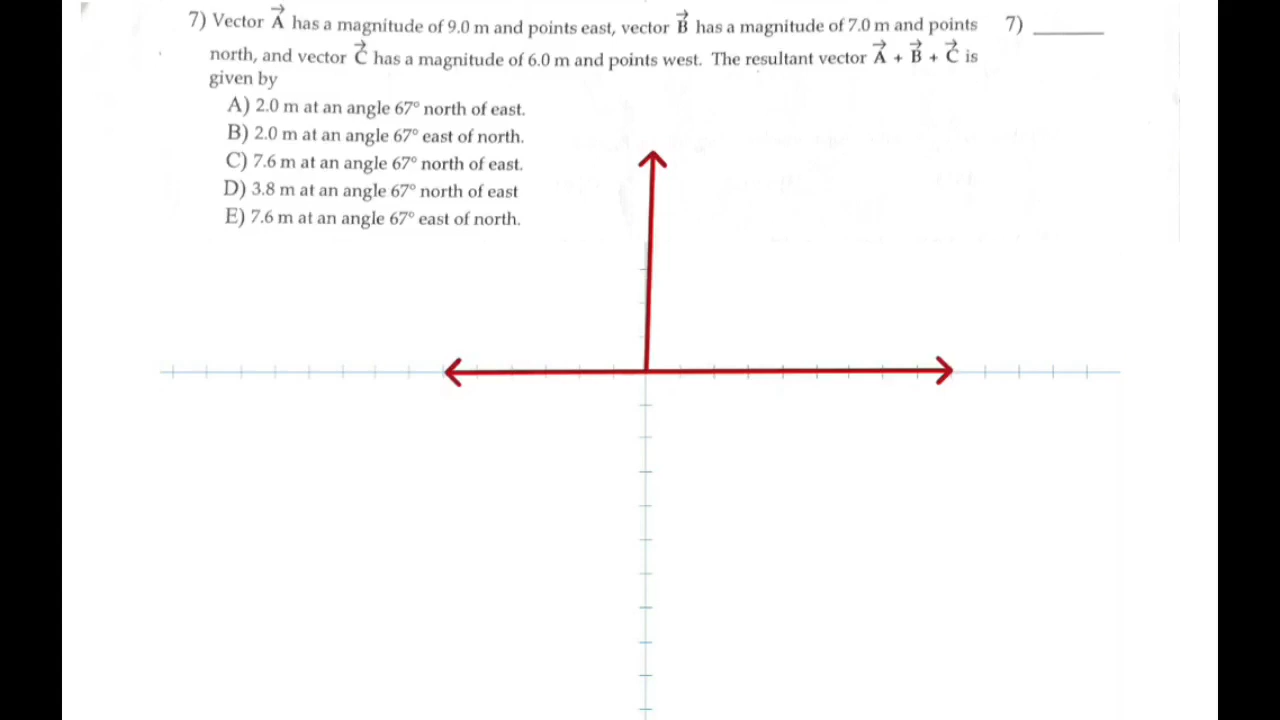 7) Vector A⃗ has a magnitude of 9.0 m and points east, vector B⃗ has a magnitude of 7.0 m and points 7) ________
north, and vector C⃗ has a magnitude of 6.0 m and points west. The resultant vector A⃗ + B⃗ + C⃗ is
given by
A) 2.0 m at an angle 67° north of east.
B) 2.0 m at an angle 67° east of north.
C) 7.6 m at an angle 67° north of east.
D) 3.8 m at an angle 67° north of east
E) 7.6 m at an angle 67° east of north.